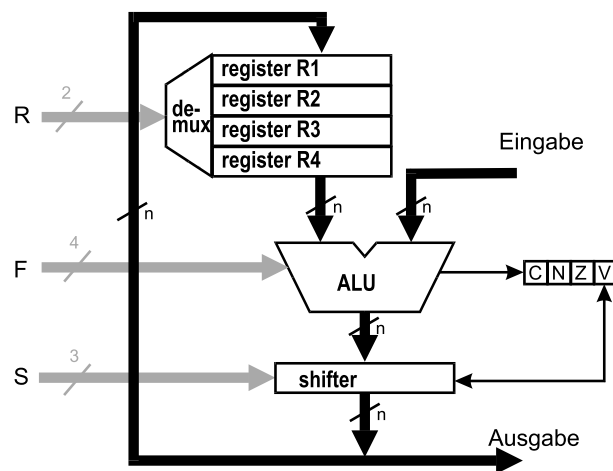 register R1
register R2
register R3
register R4
de-
mux
R
2
Eingabe
n
n
n
F
4
ALU
C N Z V
n
S
3
shifter
n
Ausgabe